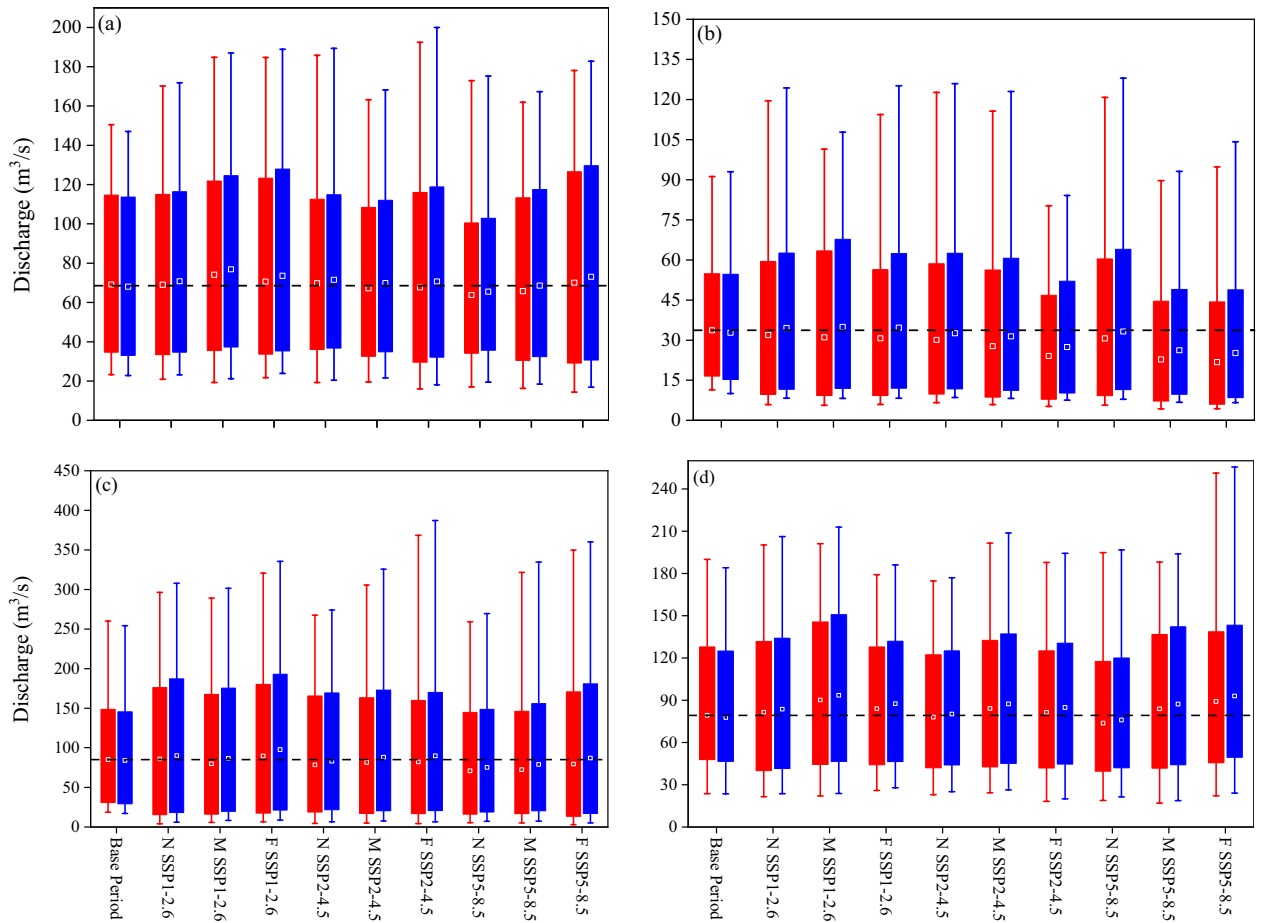 (a)
Discharge (m³/s)
200
180
160
140
120
100
80
60
40
20
0
(b)
150
135
120
105
90
75
60
45
30
15
0
(c)
Discharge (m³/s)
450
400
350
300
250
200
150
100
50
0
Base Period
N SSP1-2.6
M SSP1-2.6
F SSP1-2.6
N SSP2-4.5
M SSP2-4.5
F SSP2-4.5
N SSP5-8.5
M SSP5-8.5
F SSP5-8.5
(d)
240
210
180
150
120
90
60
30
0
Base Period
N SSP1-2.6
M SSP1-2.6
F SSP1-2.6
N SSP2-4.5
M SSP2-4.5
F SSP2-4.5
N SSP5-8.5
M SSP5-8.5
F SSP5-8.5